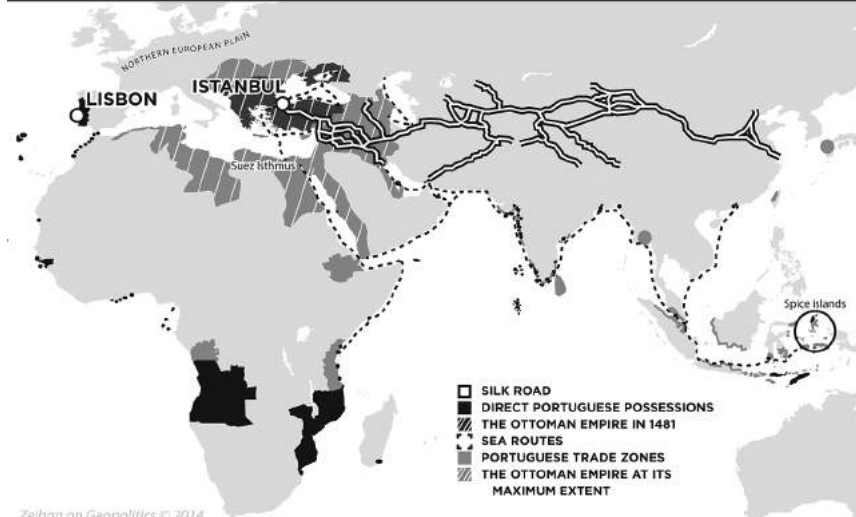 NORTHERN EUROPEAN PLAIN
LISBON
ISTANBUL
Suez Isthmus
Spice islands
SILK ROAD
DIRECT PORTUGUESE POSSESSIONS
THE OTTOMAN EMPIRE IN 1481
SEA ROUTES
PORTUGUESE TRADE ZONES
THE OTTOMAN EMPIRE AT ITS
MAXIMUM EXTENT
Zeihan on Geopolitics © 2014